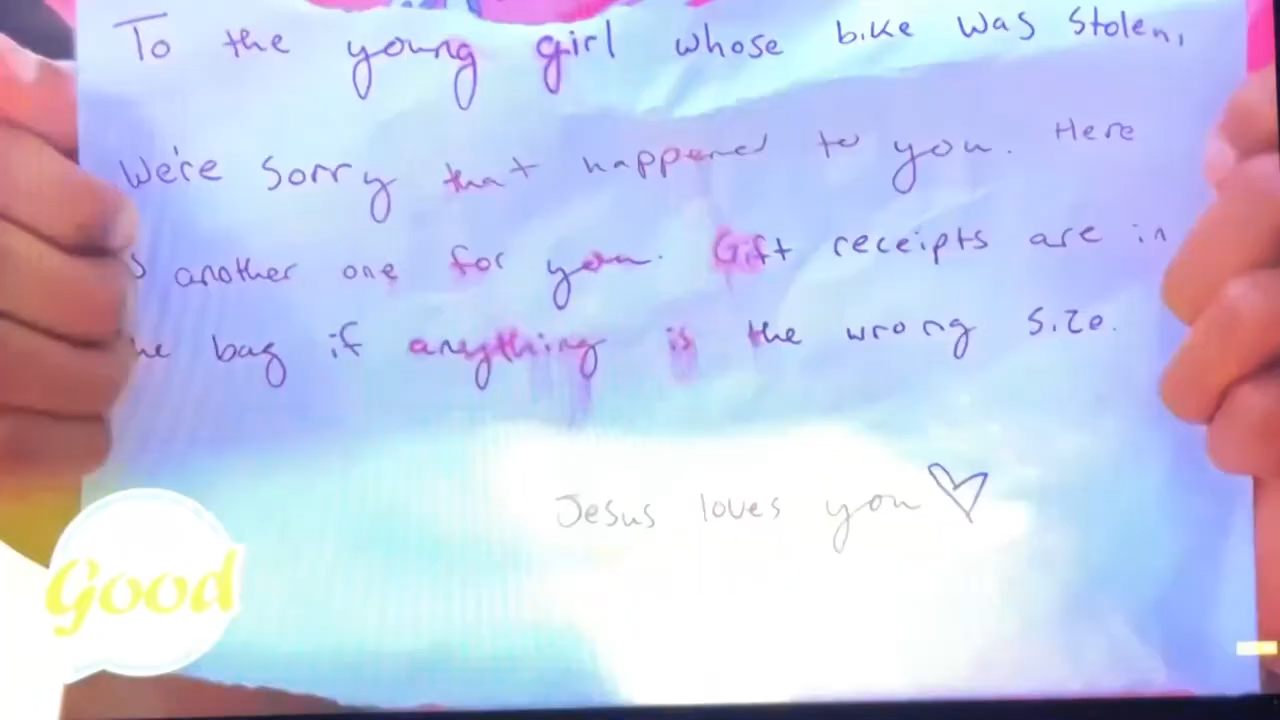 To the young girl whose bike was stolen,
We're sorry that happened to you. Here
s another one for you. Gift receipts are in
he bag if anything is the wrong size.
Jesus loves you
Good